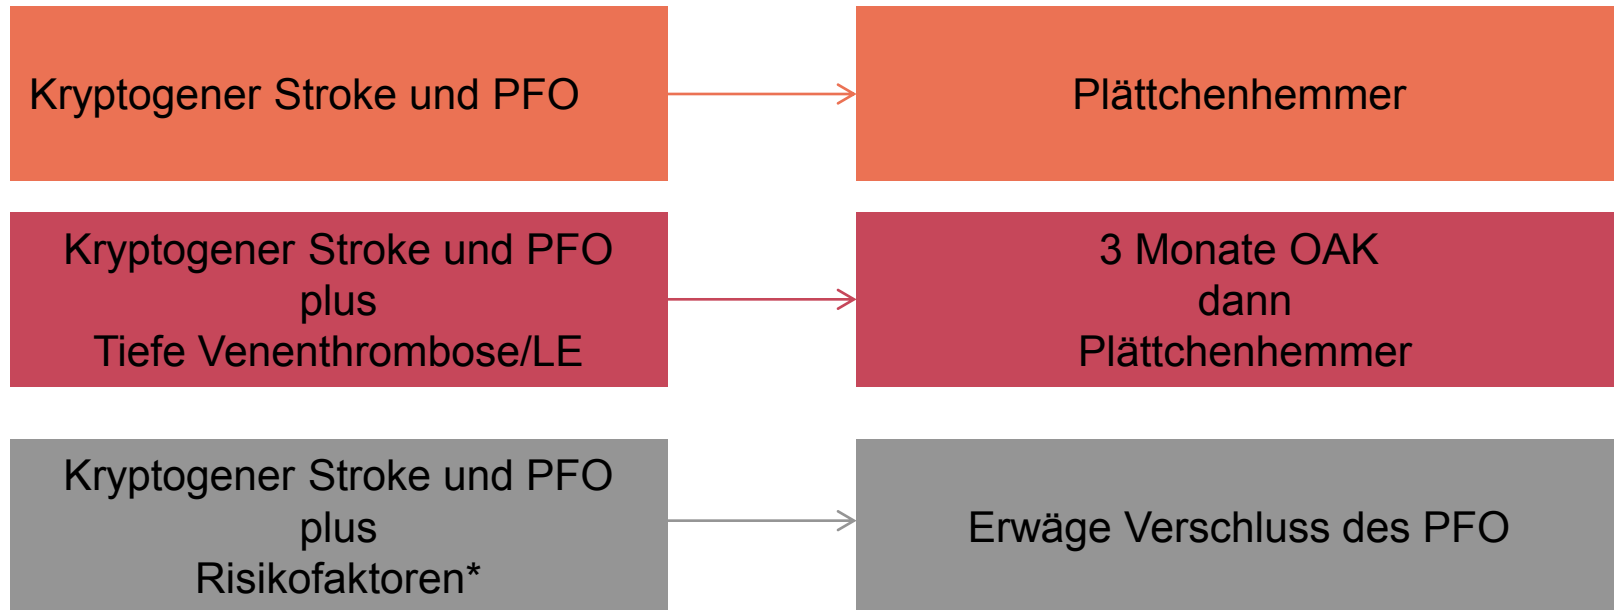 Kryptogener Stroke und PFO
Plättchenhemmer
Kryptogener Stroke und PFO
plus
Tiefe Venenthrombose/LE
3 Monate OAK
dann
Plättchenhemmer
Kryptogener Stroke und PFO
plus
Risikofaktoren*
Erwäge Verschluss des PFO